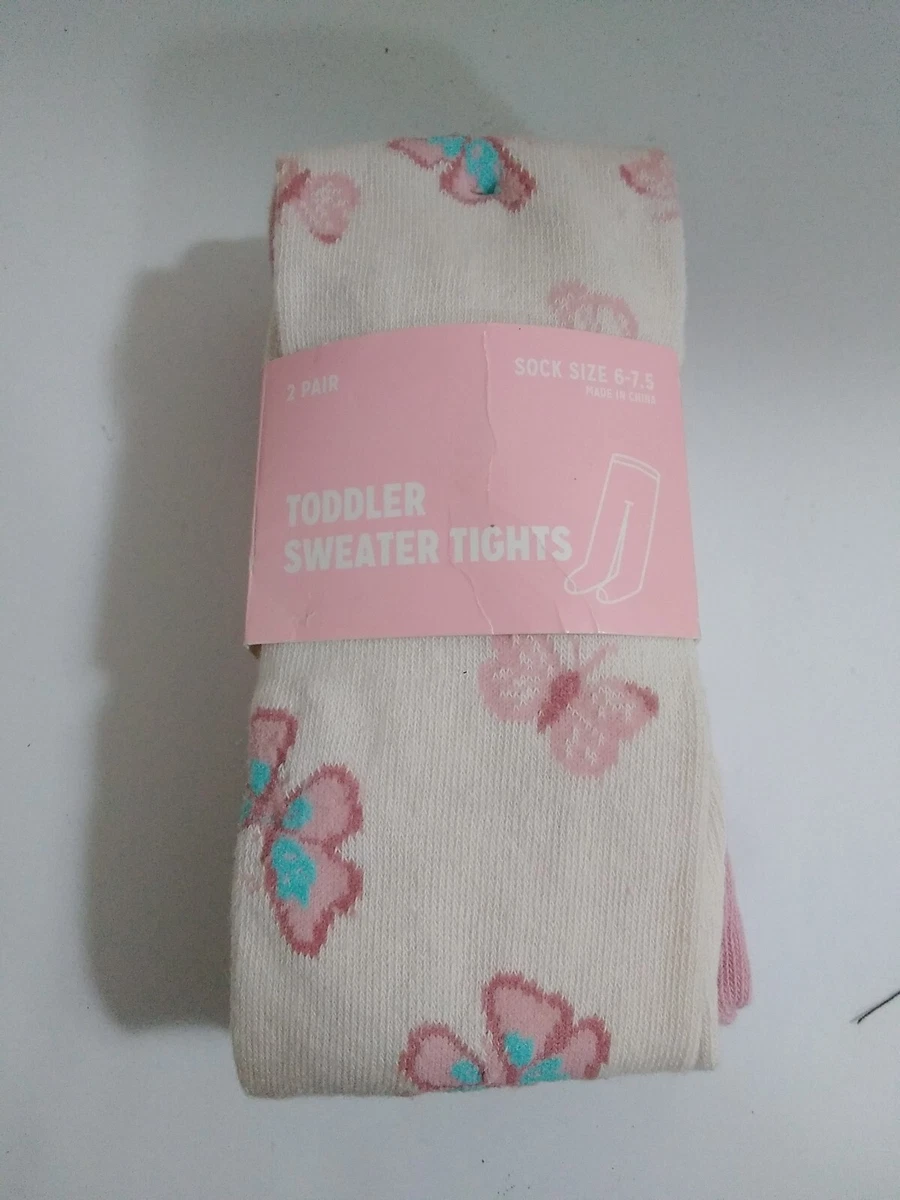 2 PAIR
SOCK SIZE 6-7.5
MADE IN CHINA
TODDLER
SWEATER TIGHTS